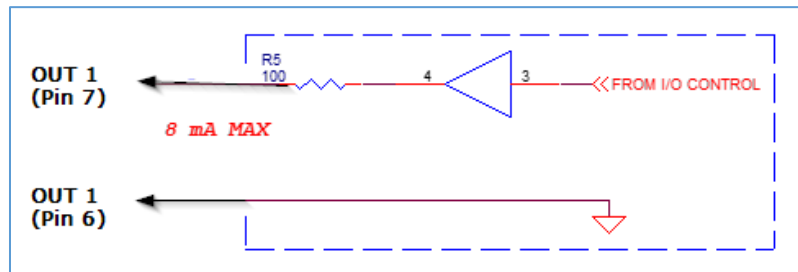 R5
OUT 1
100
4
3
(Pin 7)
FROM I/O CONTROL
8 mA MAX
OUT 1
(Pin 6)